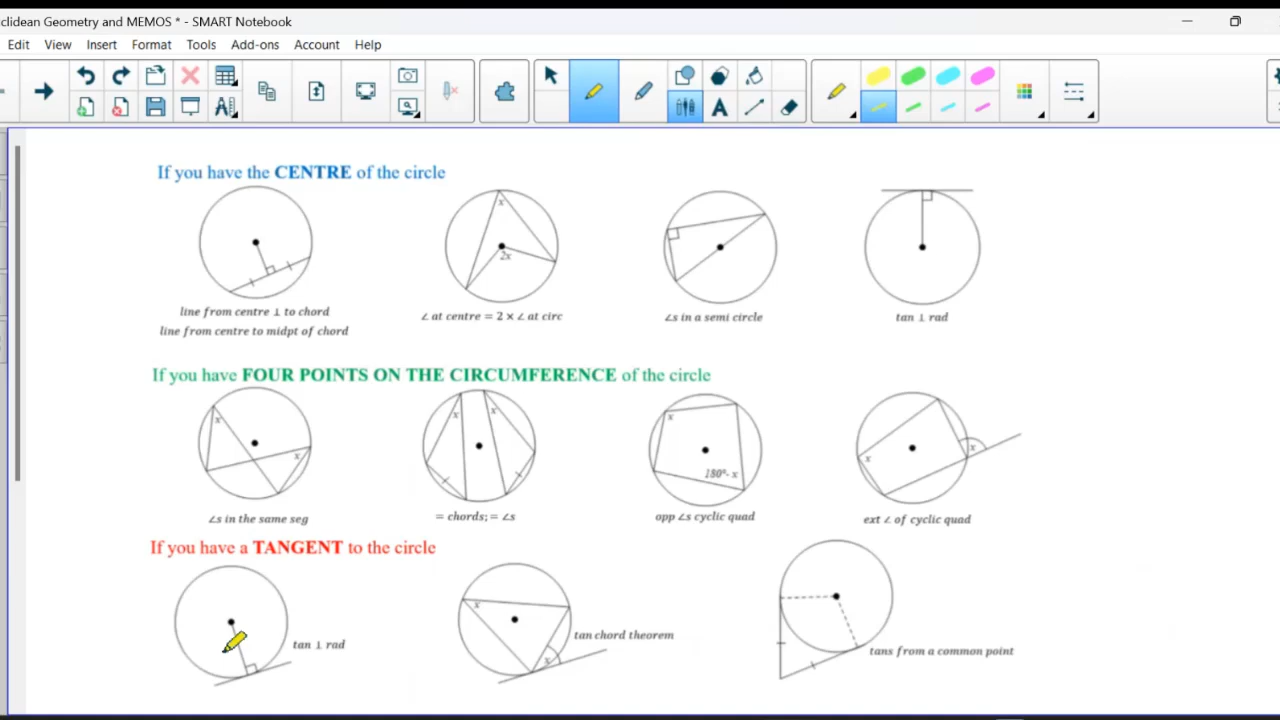 clidean Geometry and MEMOS * - SMART Notebook
Edit View Insert Format Tools Add-ons Account Help
If you have the CENTRE of the circle
x
2x
line from centre ⊥ to chord
line from centre to midpt of chord
∠ at centre = 2 × ∠ at circ
∠s in a semi circle
tan ⊥ rad
If you have FOUR POINTS ON THE CIRCUMFERENCE of the circle
x x
x x
x 180°- x
x x
∠s in the same seg
= chords; = ∠s
opp ∠s cyclic quad
ext ∠ of cyclic quad
If you have a TANGENT to the circle
tan ⊥ rad
x x
tan chord theorem
tans from a common point